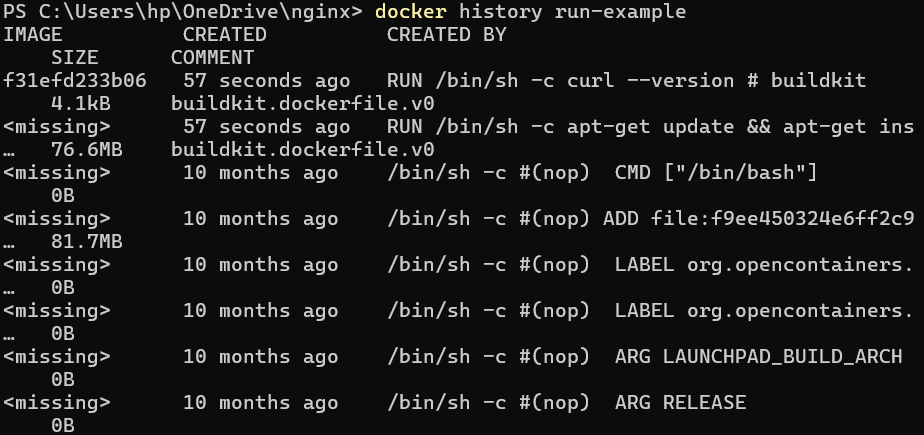 PS C:\Users\hp\OneDrive\nginx> docker history run-example
IMAGE          CREATED          CREATED BY
    SIZE      COMMENT
f31efd233b06   57 seconds ago   RUN /bin/sh -c curl --version # buildkit
    4.1kB     buildkit.dockerfile.v0
<missing>      57 seconds ago   RUN /bin/sh -c apt-get update && apt-get ins
…   76.6MB    buildkit.dockerfile.v0
<missing>      10 months ago    /bin/sh -c #(nop)  CMD ["/bin/bash"]
    0B
<missing>      10 months ago    /bin/sh -c #(nop) ADD file:f9ee450324e6ff2c9
…   81.7MB
<missing>      10 months ago    /bin/sh -c #(nop)  LABEL org.opencontainers.
…   0B
<missing>      10 months ago    /bin/sh -c #(nop)  LABEL org.opencontainers.
…   0B
<missing>      10 months ago    /bin/sh -c #(nop)  ARG LAUNCHPAD_BUILD_ARCH
    0B
<missing>      10 months ago    /bin/sh -c #(nop)  ARG RELEASE
    0B